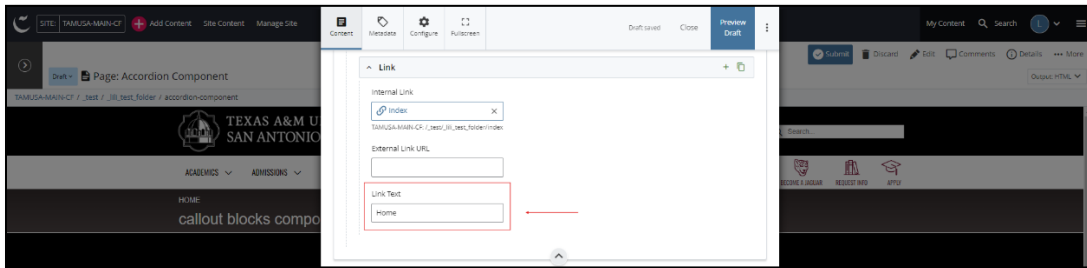 SITE: TAMUSA-MAIN-CF Add Content Site Content Manage Site
My Content Search L
Content Metadata Configure Fullscreen
Draft saved Close Preview Draft
Submit Discard Edit Comments Details More
Draft Page: Accordion Component
Output: HTML
TAMUSA-MAIN-CF / _test / _lili_test_folder / accordion-component
TEXAS A&M U
SAN ANTONIO
Search...
ACADEMICS ADMISSIONS
BECOME A JAGUAR REQUEST INFO APPLY
HOME
callout blocks compo
Link
Internal Link
index
TAMUSA-MAIN-CF: /_test/_lili_test_folder/index
External Link URL
Link Text
Home